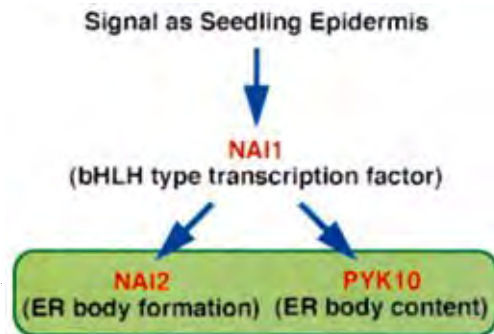 Signal as Seedling Epidermis
NAI1
(bHLH type transcription factor)
NAI2 PYK10
(ER body formation) (ER body content)